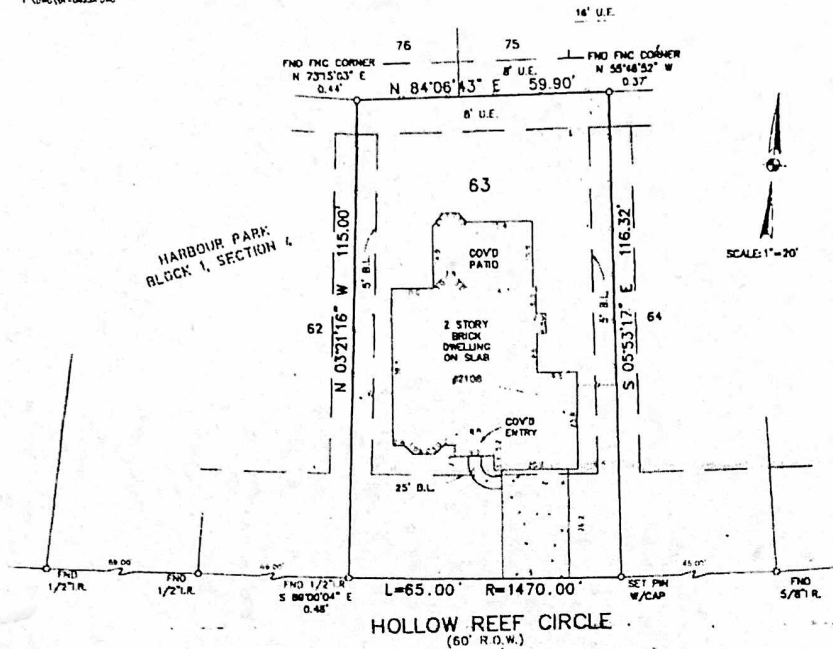 16' U.E.
76
75
FND FNC CORNER
N 73°15'03" E
0.44'
8' U.E.
FND FNC CORNER
N 55°48'52" W
0.37'
N 84°06'43" E 59.90'
8' U.E.
63
HARBOUR PARK
BLOCK 1, SECTION 4
N 03°21'16" W 115.00'
5' B.L.
COV'D
PATIO
S 05°53'17" E 116.32'
5' B.L.
SCALE: 1"=20'
62
64
2 STORY
BRICK
DWELLING
ON SLAB
#2108
COV'D
ENTRY
25' B.L.
FND
1/2" I.R.
FND
1/2" I.R.
FND 1/2" I.R.
S 89°00'04" E
0.48'
L=65.00' R=1470.00'
SET PIN
W/CAP
45.00'
FND
5/8" I R.
HOLLOW REEF CIRCLE
(60' R.O.W.)